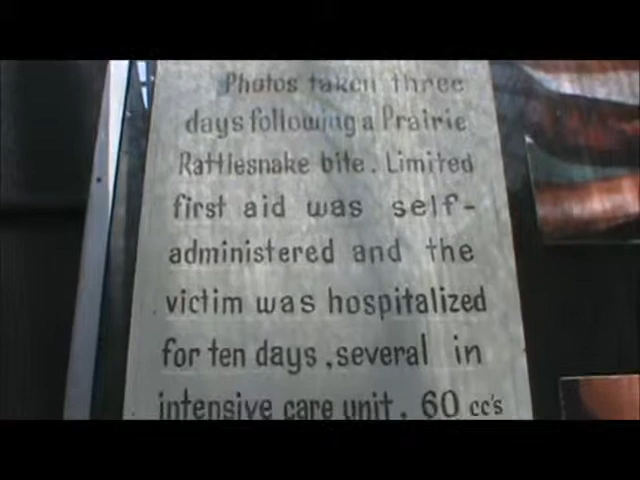 Photos taken three
days following a Prairie
Rattlesnake bite. Limited
first aid was self-
administered and the
victim was hospitalized
for ten days, several in
intensive care unit. 60 cc's